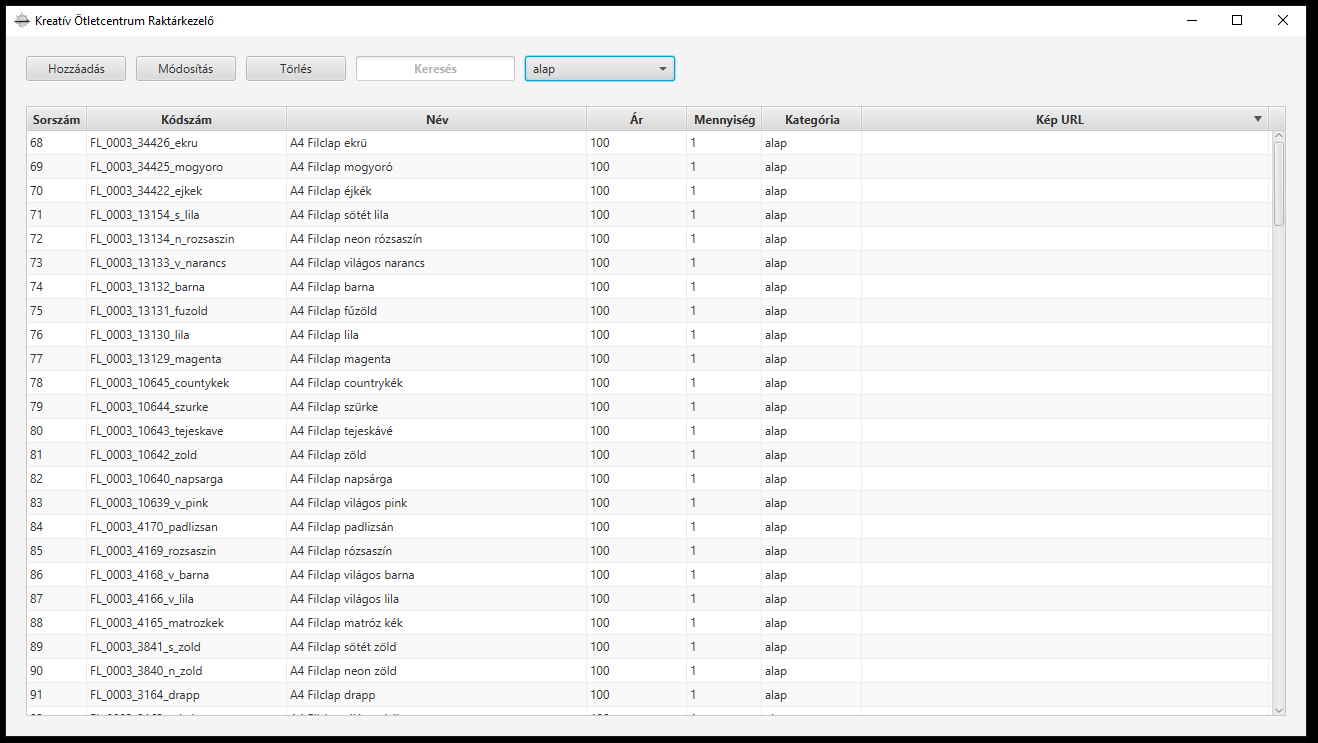 Kreatív Ötletcentrum Raktárkezelő
Hozzáadás Módosítás Törlés Keresés alap
Sorszám Kódszám Név Ár Mennyiség Kategória Kép URL
68 FL_0003_34426_ekru A4 Filclap ekrü 100 1 alap
69 FL_0003_34425_mogyoro A4 Filclap mogyoró 100 1 alap
70 FL_0003_34422_ejkek A4 Filclap éjkék 100 1 alap
71 FL_0003_13154_s_lila A4 Filclap sötét lila 100 1 alap
72 FL_0003_13134_n_rozsaszin A4 Filclap neon rózsaszín 100 1 alap
73 FL_0003_13133_v_narancs A4 Filclap világos narancs 100 1 alap
74 FL_0003_13132_barna A4 Filclap barna 100 1 alap
75 FL_0003_13131_fuzold A4 Filclap fűzöld 100 1 alap
76 FL_0003_13130_lila A4 Filclap lila 100 1 alap
77 FL_0003_13129_magenta A4 Filclap magenta 100 1 alap
78 FL_0003_10645_countykek A4 Filclap countrykék 100 1 alap
79 FL_0003_10644_szurke A4 Filclap szürke 100 1 alap
80 FL_0003_10643_tejeskave A4 Filclap tejeskávé 100 1 alap
81 FL_0003_10642_zold A4 Filclap zöld 100 1 alap
82 FL_0003_10640_napsarga A4 Filclap napsárga 100 1 alap
83 FL_0003_10639_v_pink A4 Filclap világos pink 100 1 alap
84 FL_0003_4170_padlizsan A4 Filclap padlizsán 100 1 alap
85 FL_0003_4169_rozsaszin A4 Filclap rózsaszín 100 1 alap
86 FL_0003_4168_v_barna A4 Filclap világos barna 100 1 alap
87 FL_0003_4166_v_lila A4 Filclap világos lila 100 1 alap
88 FL_0003_4165_matrozkek A4 Filclap matróz kék 100 1 alap
89 FL_0003_3841_s_zold A4 Filclap sötét zöld 100 1 alap
90 FL_0003_3840_n_zold A4 Filclap neon zöld 100 1 alap
91 FL_0003_3164_drapp A4 Filclap drapp 100 1 alap